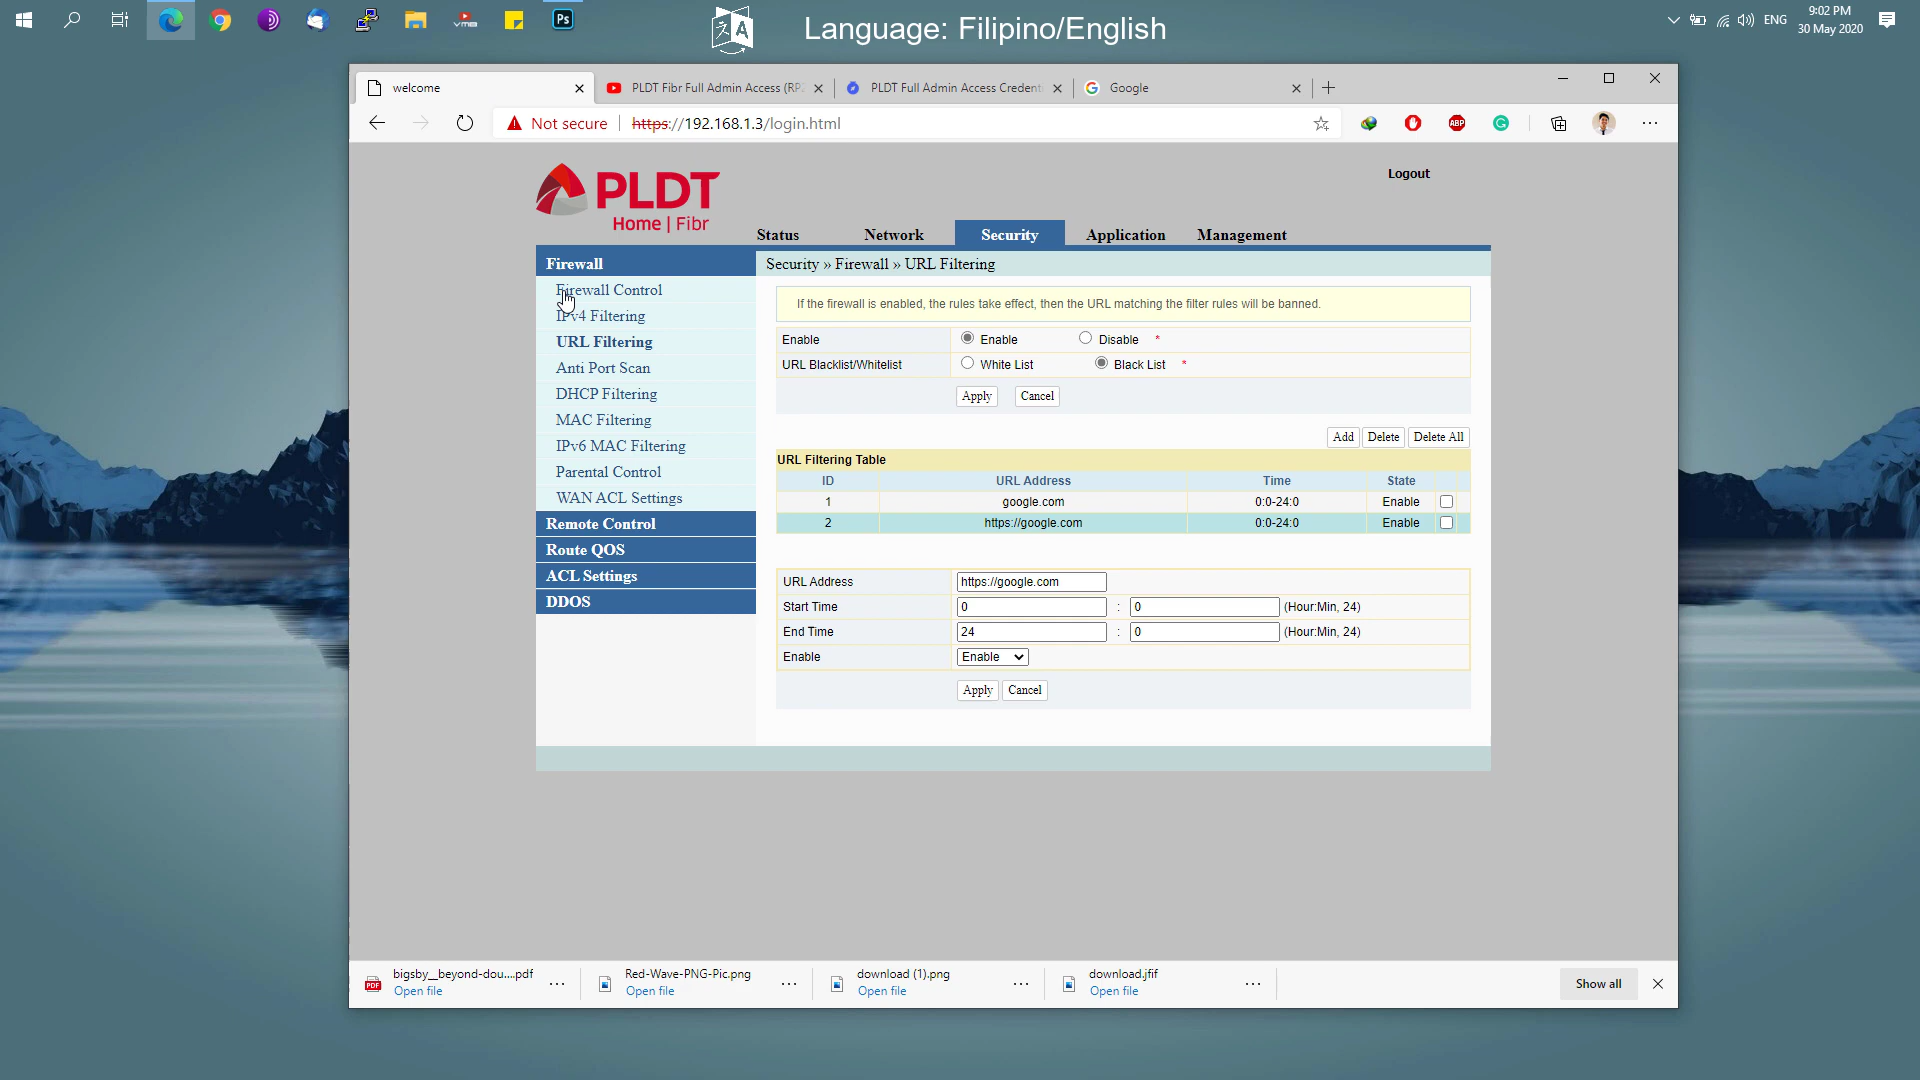 Ps
Language: Filipino/English
ENG
9:02 PM
30 May 2020
welcome
PLDT Fibr Full Admin Access (RP2
PLDT Full Admin Access Credent
Google
Not secure
https://192.168.1.3/login.html
ABP
PLDT
Home | Fibr
Logout
Status
Network
Security
Application
Management
Firewall
Security » Firewall » URL Filtering
Firewall Control
IPv4 Filtering
URL Filtering
Anti Port Scan
DHCP Filtering
MAC Filtering
IPv6 MAC Filtering
Parental Control
WAN ACL Settings
Remote Control
Route QOS
ACL Settings
DDOS
If the firewall is enabled, the rules take effect, then the URL matching the filter rules will be banned.
Enable Enable Disable *
URL Blacklist/Whitelist White List Black List *
Apply Cancel
Add Delete Delete All
URL Filtering Table
ID URL Address Time State
1 google.com 0:0-24:0 Enable
2 https://google.com 0:0-24:0 Enable
URL Address https://google.com
Start Time 0 : 0 (Hour:Min, 24)
End Time 24 : 0 (Hour:Min, 24)
Enable Enable
Apply Cancel
bigsby__beyond-dou....pdf
Open file
Red-Wave-PNG-Pic.png
Open file
download (1).png
Open file
download.jfif
Open file
Show all
PDF